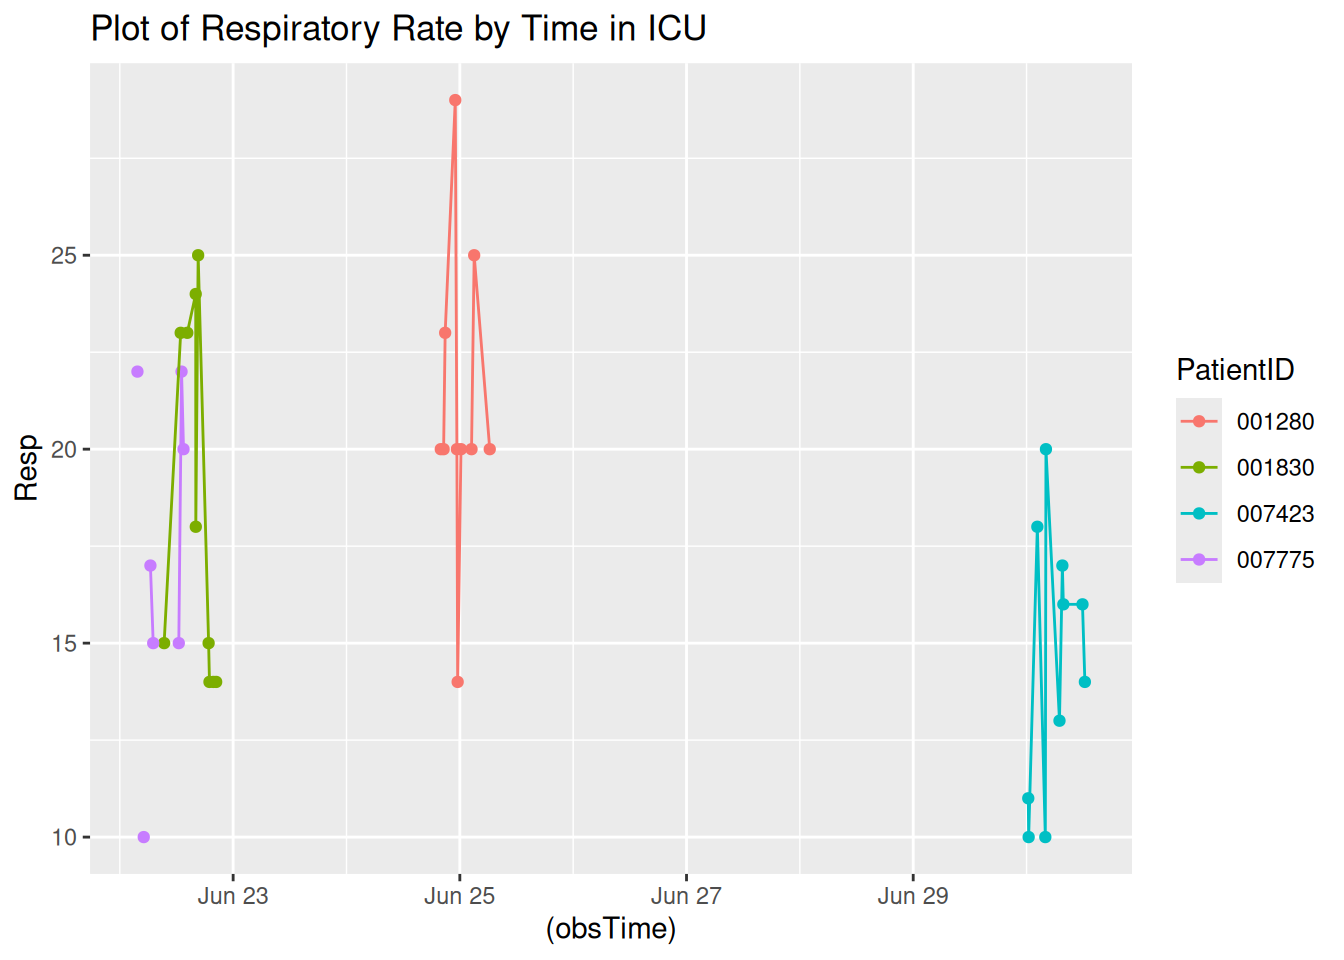 Plot of Respiratory Rate by Time in ICU
Resp
25
20
15
10
Jun 23 Jun 25 Jun 27 Jun 29
(obsTime)
PatientID
001280
001830
007423
007775